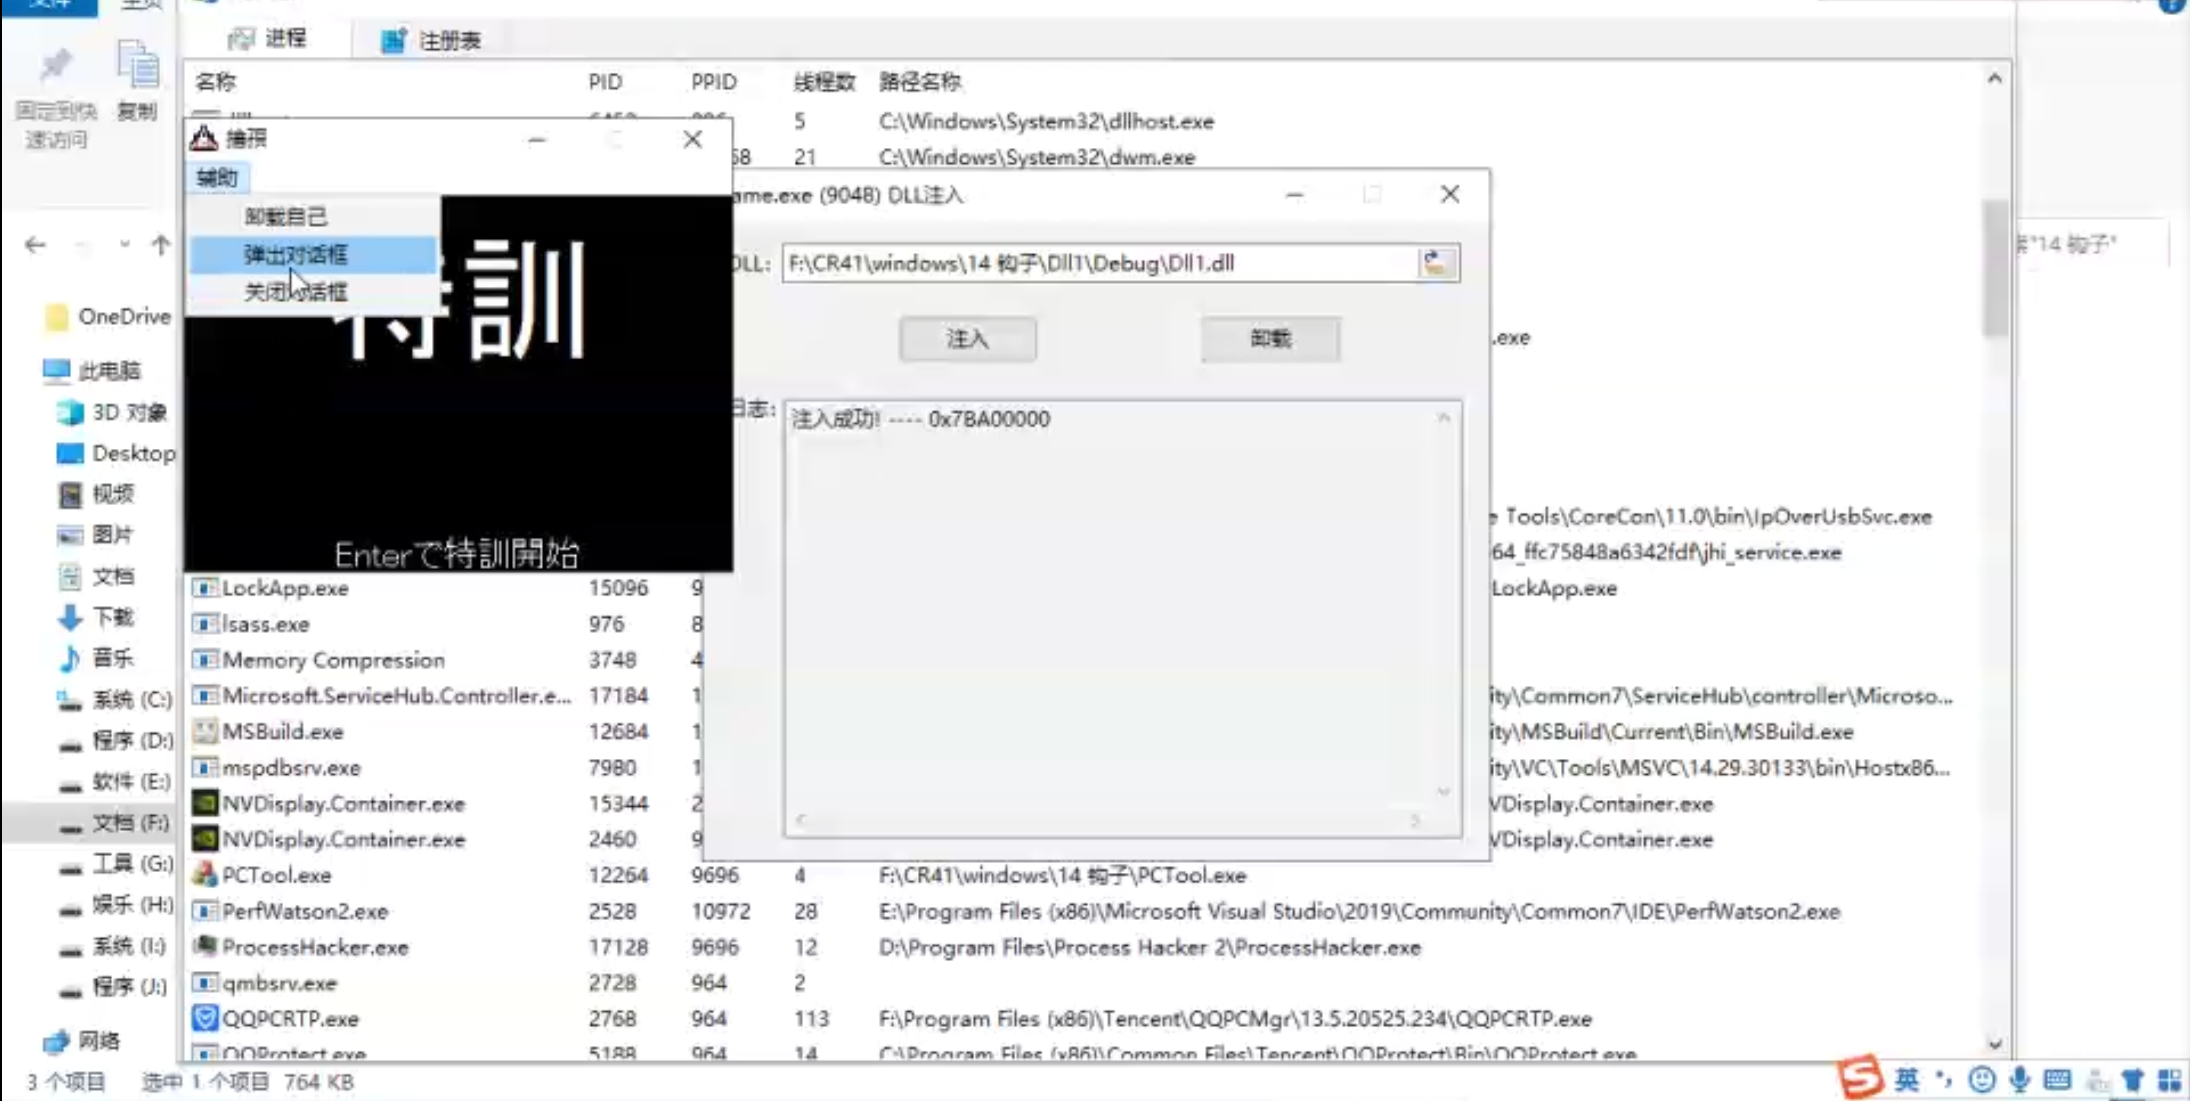 文件 主页
进程 注册表
固定到快速访问 复制
名称 PID PPID 线程数 路径名称
5 C:\Windows\System32\dllhost.exe
58 21 C:\Windows\System32\dwm.exe
辅助
卸载自己
弹出对话框
关闭对话框
特訓
Enterで特訓開始
ame.exe (9048) DLL注入
DLL: F:\CR41\windows\14 钩子\Dll1\Debug\Dll1.dll
注入 卸载
日志: 注入成功! ---- 0x7BA00000
"14 钩子"
.exe
e Tools\CoreCon\11.0\bin\IpOverUsbSvc.exe
64_ffc75848a6342fdf\jhi_service.exe
LockApp.exe 15096 9 LockApp.exe
lsass.exe 976 8
Memory Compression 3748 4
Microsoft.ServiceHub.Controller.e... 17184 1 ity\Common7\ServiceHub\controller\Microso...
MSBuild.exe 12684 1 ity\MSBuild\Current\Bin\MSBuild.exe
mspdbsrv.exe 7980 1 ity\VC\Tools\MSVC\14.29.30133\bin\Hostx86...
NVDisplay.Container.exe 15344 2 VDisplay.Container.exe
NVDisplay.Container.exe 2460 9 VDisplay.Container.exe
PCTool.exe 12264 9696 4 F:\CR41\windows\14 钩子\PCTool.exe
PerfWatson2.exe 2528 10972 28 E:\Program Files (x86)\Microsoft Visual Studio\2019\Community\Common7\IDE\PerfWatson2.exe
ProcessHacker.exe 17128 9696 12 D:\Program Files\Process Hacker 2\ProcessHacker.exe
qmbsrv.exe 2728 964 2
QQPCRTP.exe 2768 964 113 F:\Program Files (x86)\Tencent\QQPCMgr\13.5.20525.234\QQPCRTP.exe
QQProtect.exe 5188 964 14 C:\Program Files (x86)\Common Files\Tencent\QQProtect\Bin\QQProtect.exe
OneDrive
此电脑
3D 对象
Desktop
视频
图片
文档
下载
音乐
系统 (C:)
程序 (D:)
软件 (E:)
文档 (F:)
工具 (G:)
娱乐 (H:)
系统 (I:)
程序 (J:)
网络
3 个项目 选中 1 个项目 764 KB
英